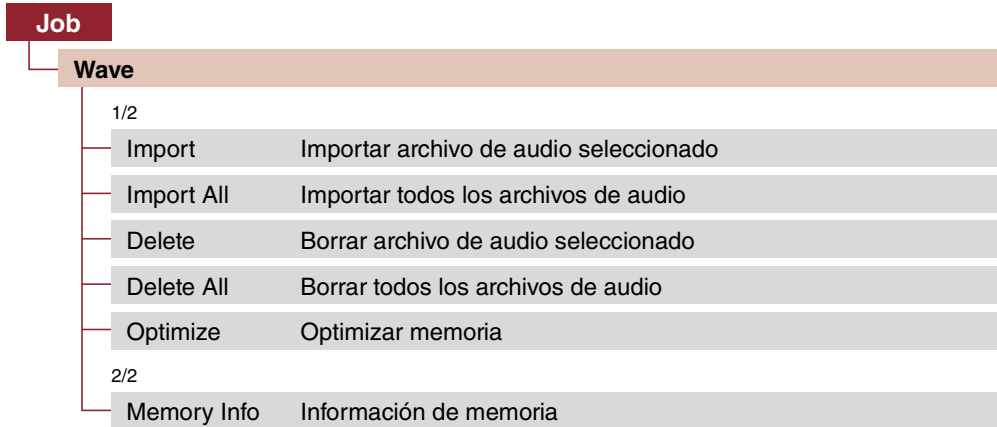 Job
Wave
1/2
Import Importar archivo de audio seleccionado
Import All Importar todos los archivos de audio
Delete Borrar archivo de audio seleccionado
Delete All Borrar todos los archivos de audio
Optimize Optimizar memoria
2/2
Memory Info Información de memoria